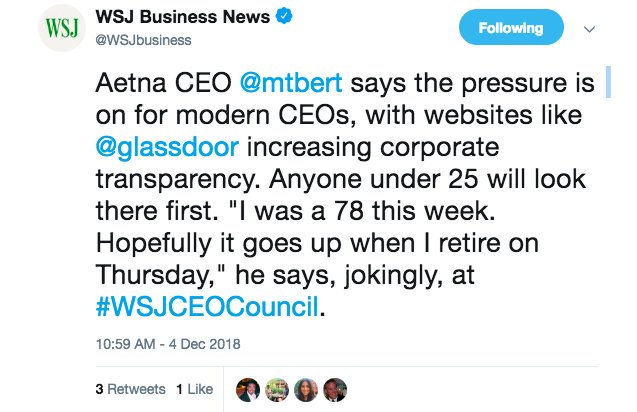 WSJ
WSJ Business News
@WSJbusiness
Following
Aetna CEO @mtbert says the pressure is
on for modern CEOs, with websites like
@glassdoor increasing corporate
transparency. Anyone under 25 will look
there first. "I was a 78 this week.
Hopefully it goes up when I retire on
Thursday," he says, jokingly, at
#WSJCEOCouncil.
10:59 AM - 4 Dec 2018
3 Retweets 1 Like